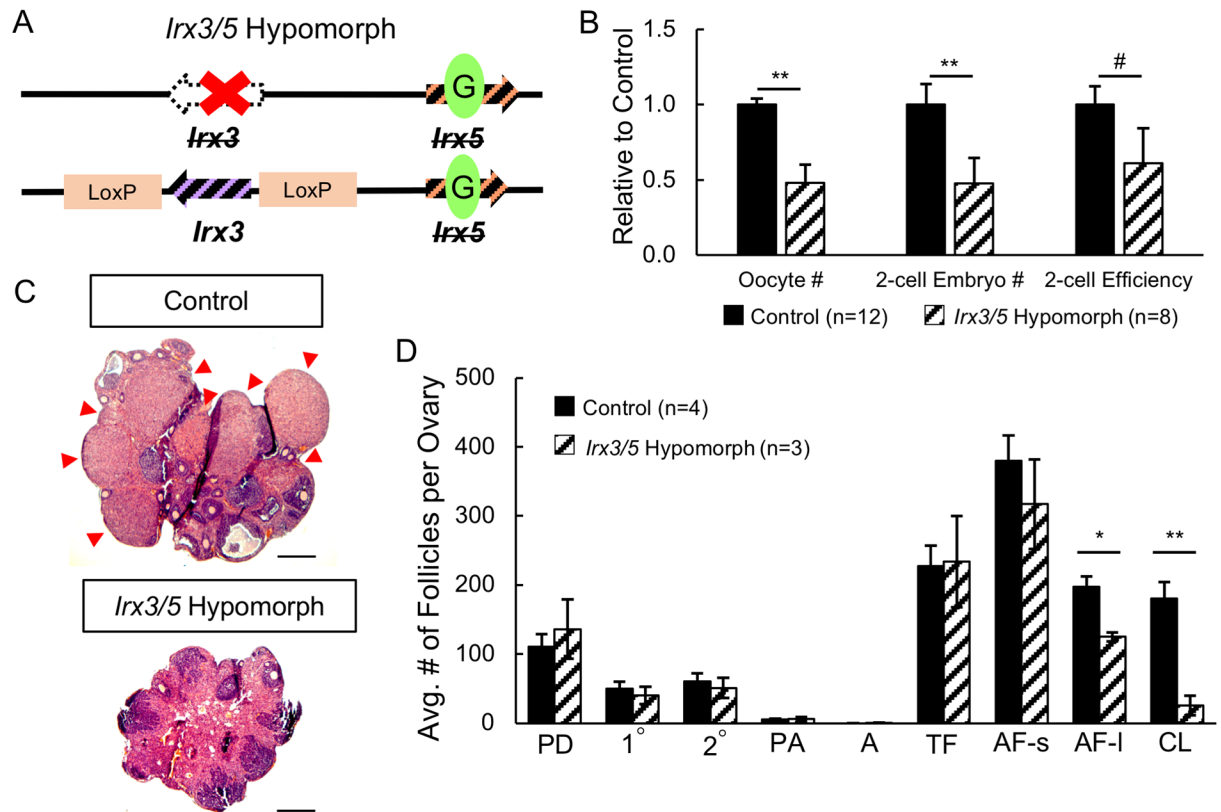 A
Irx3/5 Hypomorph
G
Irx3
Irx5
LoxP
LoxP
G
Irx3
Irx5
B
Relative to Control
1.5
1.0
0.5
0.0
**
**
#
Oocyte #
2-cell Embryo #
2-cell Efficiency
Control (n=12)
Irx3/5 Hypomorph (n=8)
C
Control
Irx3/5 Hypomorph
D
Avg. # of Follicles per Ovary
500
400
300
200
100
0
Control (n=4)
Irx3/5 Hypomorph (n=3)
*
**
PD
1°
2°
PA
A
TF
AF-s
AF-l
CL